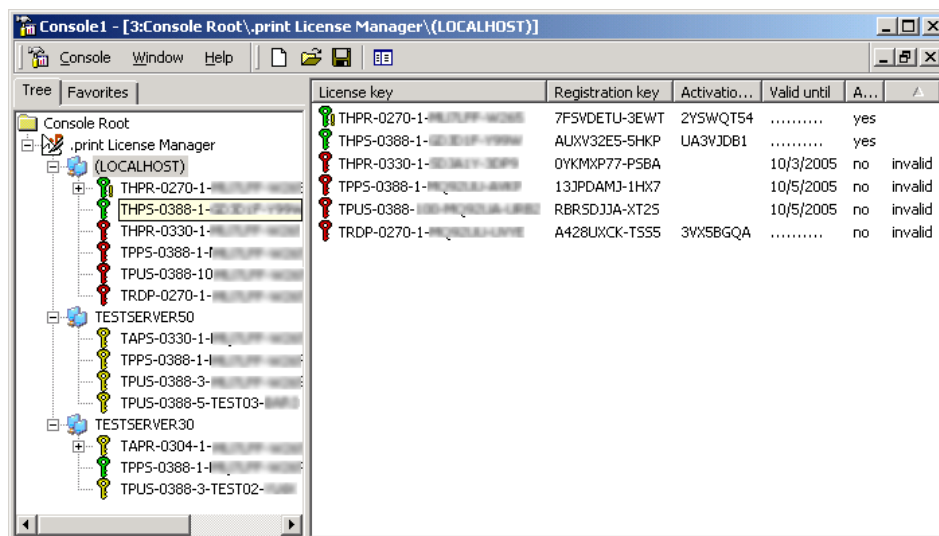 Console1 - [3:Console Root\.print License Manager\(LOCALHOST)]
Console Window Help
Tree Favorites
Console Root
.print License Manager
(LOCALHOST)
THPR-0270-1-
THPS-0388-1-
THPR-0330-1-
TPPS-0388-1-
TPUS-0388-10
TRDP-0270-1-
TESTSERVER50
TAPS-0330-1-
TPPS-0388-1-
TPUS-0388-3-
TPUS-0388-5-TEST03-
TESTSERVER30
TAPR-0304-1-
TPPS-0388-1-
TPUS-0388-3-TEST02-
License key Registration key Activatio... Valid until A...
THPR-0270-1- 7FSVDETU-3EWT 2YSWQT54 .......... yes
THPS-0388-1- AUXV32E5-5HKP UA3VJDB1 .......... yes
THPR-0330-1- 0YKMXP77-PSBA 10/3/2005 no invalid
TPPS-0388-1- 13JPDAMJ-1HX7 10/5/2005 no invalid
TPUS-0388- RBRSDJJA-XT2S 10/5/2005 no invalid
TRDP-0270-1- A428UXCK-TSS5 3VX5BGQA .......... no invalid